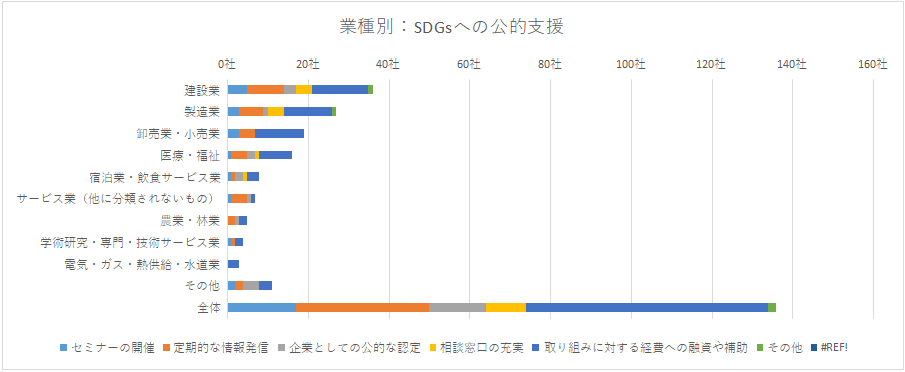 業種別：SDGsへの公的支援
0社 20社 40社 60社 80社 100社 120社 140社 160社
建設業
製造業
卸売業・小売業
医療・福祉
宿泊業・飲食サービス業
サービス業（他に分類されないもの）
農業・林業
学術研究・専門・技術サービス業
電気・ガス・熱供給・水道業
その他
全体
セミナーの開催 定期的な情報発信 企業としての公的な認定 相談窓口の充実 取り組みに対する経費への融資や補助 その他 #REF!